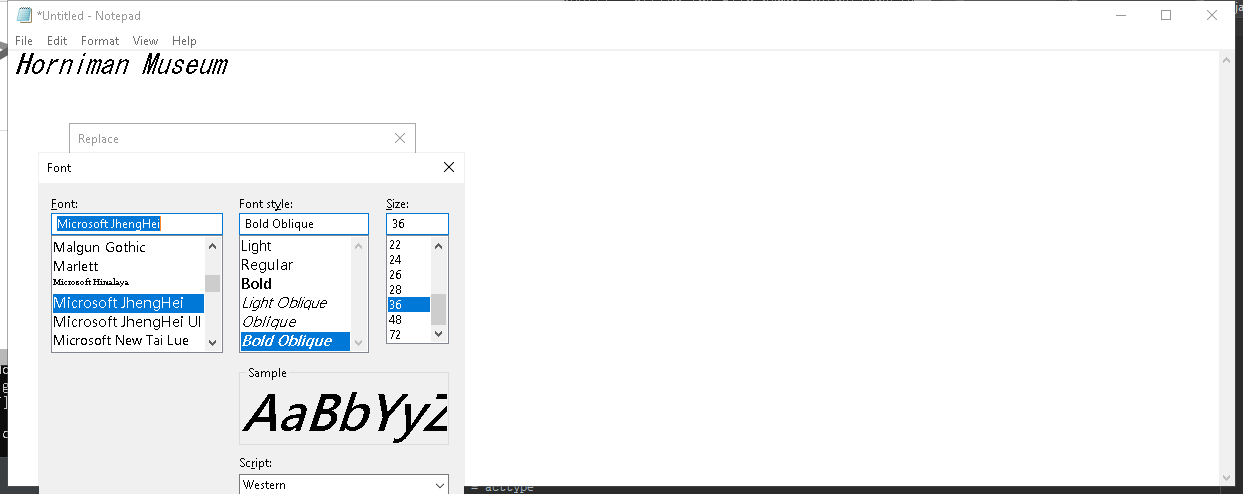 *Untitled - Notepad
File Edit Format View Help
Horniman Museum
Replace
Font
Font: Font style: Size:
Microsoft JhengHei Bold Oblique 36
Malgun Gothic
Marlett
Microsoft Himalaya
Microsoft JhengHei
Microsoft JhengHei UI
Microsoft New Tai Lue
Light
Regular
Bold
Light Oblique
Oblique
Bold Oblique
22
24
26
28
36
48
72
Sample
AaBbYyZ
Script:
Western
= acttype